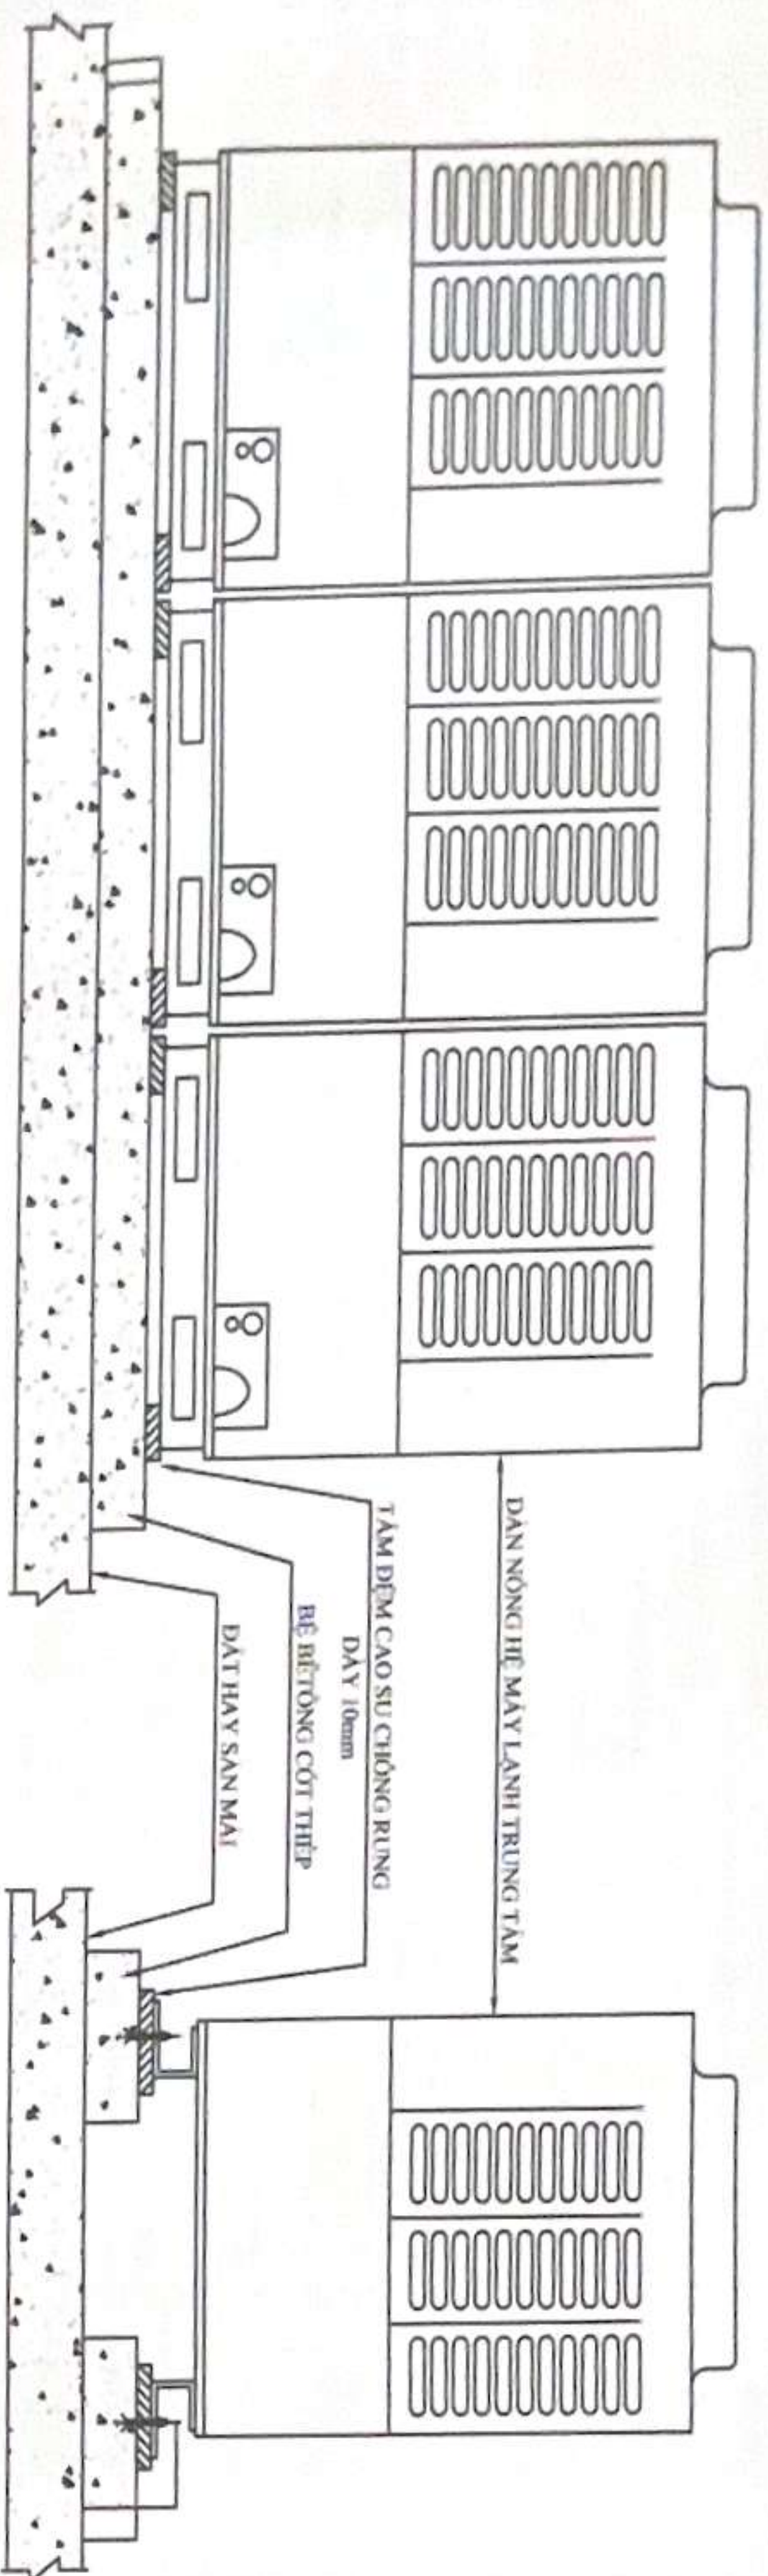 DÀN NÓNG HỆ MÁY LẠNH TRUNG TÂM
TẤM ĐỆM CAO SU CHỐNG RUNG
DÀY 10mm
BỆ BÊTÔNG CỐT THÉP
ĐẤT HAY SÀN MÁI